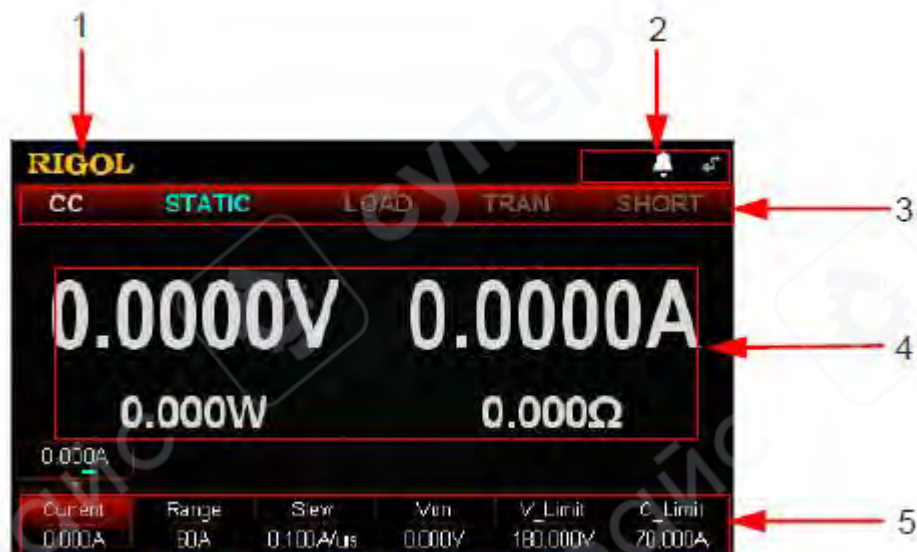 1 2
RIGOL
CC STATIC LOAD TRAN SHORT
3
0.0000V 0.0000A
4
0.000W 0.000Ω
0.000A
Current Range Slew Von V_Limit C_Limit
0.000A 60A 0.100A/us 0.000V 180.000V 70.000A
5